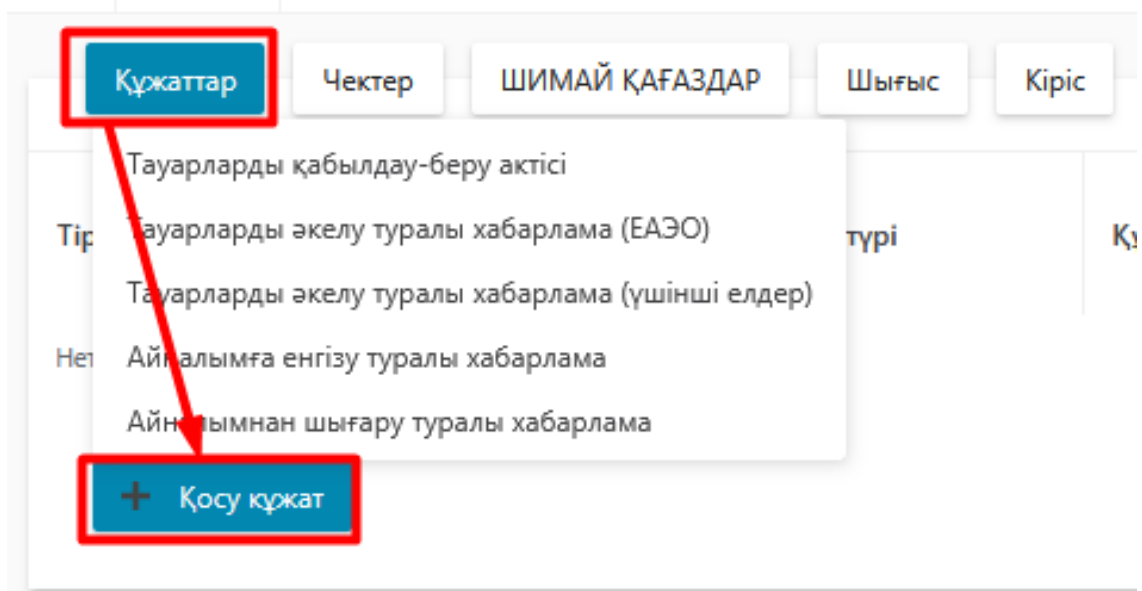 Құжаттар Чектер ШИМАЙ ҚАҒАЗДАР Шығыс Кіріс
Тауарларды қабылдау-беру актісі
Тауарларды әкелу туралы хабарлама (ЕАЭО)
түрі
Тауарларды әкелу туралы хабарлама (үшінші елдер)
Айналымға енгізу туралы хабарлама
Айналымнан шығару туралы хабарлама
+ Қосу құжат